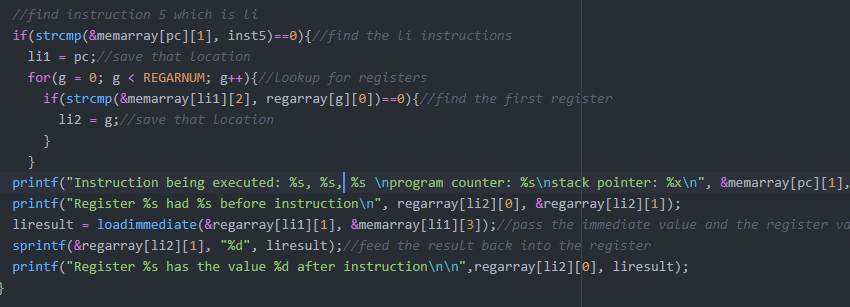 //find instruction 5 which is li
if(strcmp(&memarray[pc][1], inst5)==0){//find the li instructions
li1 = pc;//save that location
for(g = 0; g < REGARNUM; g++){//lookup for registers
if(strcmp(&memarray[li1][2], regarray[g][0])==0){//find the first register
li2 = g;//save that location
}
}
printf("Instruction being executed: %s, %s, %s \nprogram counter: %s\nstack pointer: %x\n", &memarray[pc][1],
printf("Register %s had %s before instruction\n", regarray[li2][0], &regarray[li2][1]);
liresult = loadimmediate(&regarray[li1][1], &memarray[li1][3]);//pass the immediate value and the register va
sprintf(&regarray[li2][1], "%d", liresult);//feed the result back into the register
printf("Register %s has the value %d after instruction\n\n",regarray[li2][0], liresult);
}